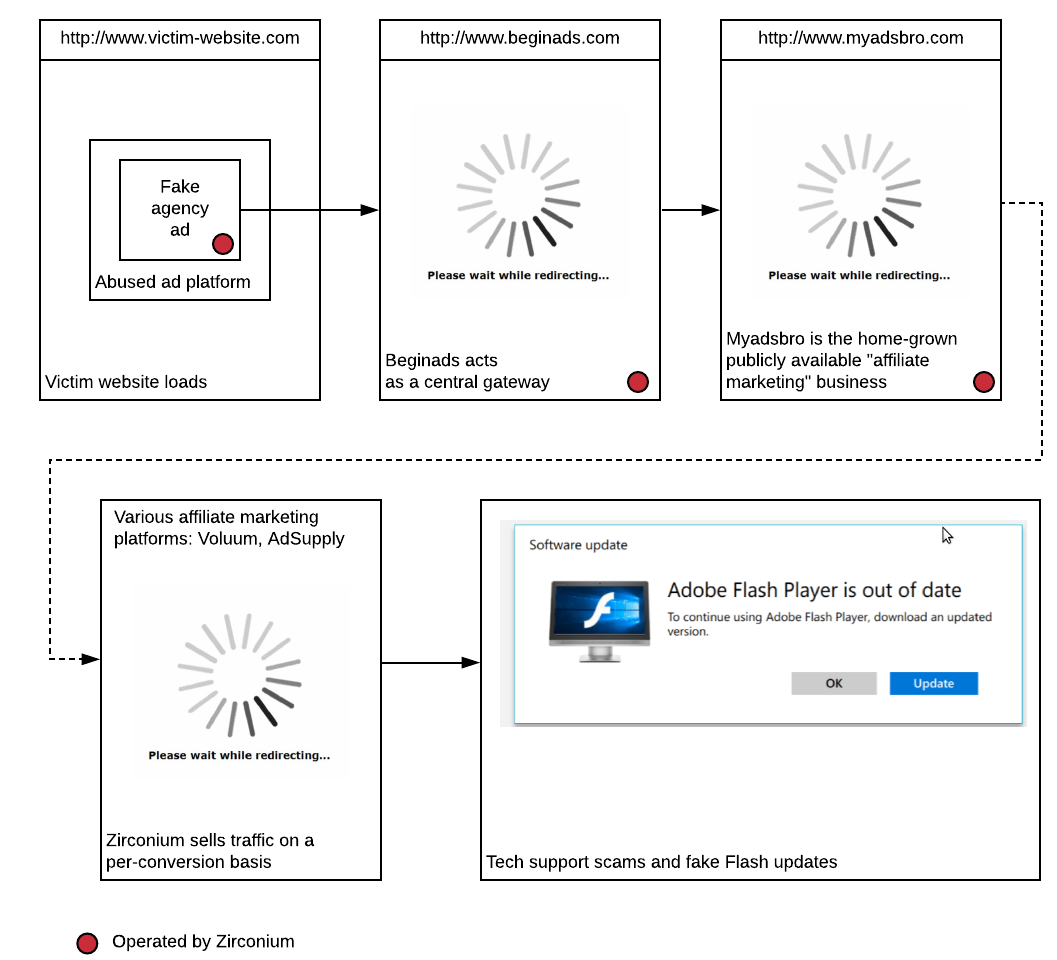 http://www.victim-website.com
Fake
agency
ad
Abused ad platform
Victim website loads
http://www.beginads.com
Please wait while redirecting...
Beginads acts
as a central gateway
http://www.myadsbro.com
Please wait while redirecting...
Myadsbro is the home-grown
publicly available "affiliate
marketing" business
Various affiliate marketing
platforms: Voluum, AdSupply
Please wait while redirecting...
Zirconium sells traffic on a
per-conversion basis
Software update
Adobe Flash Player is out of date
To continue using Adobe Flash Player, download an updated
version.
OK
Update
Tech support scams and fake Flash updates
Operated by Zirconium